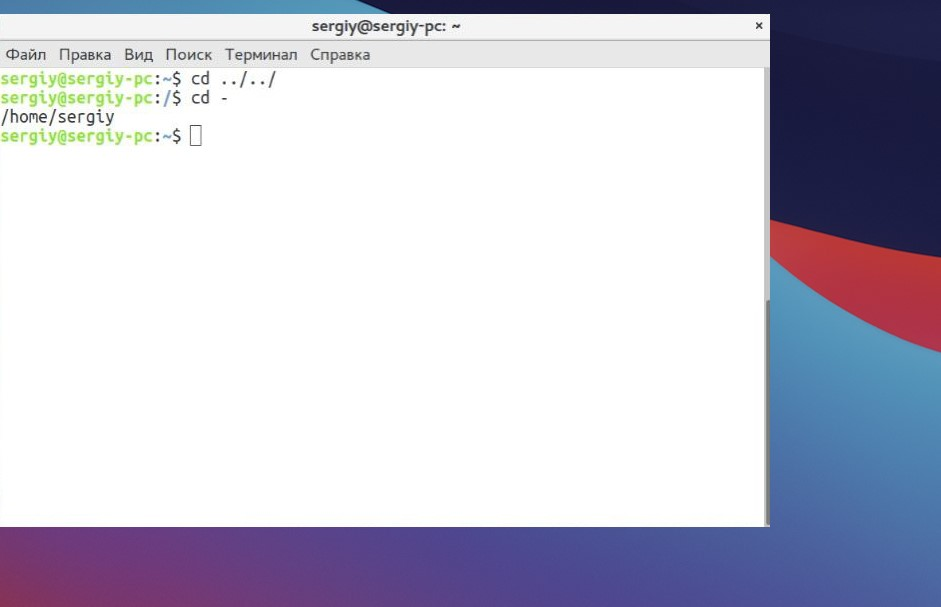 sergiy@sergiy-pc: ~ ×
Файл Правка Вид Поиск Терминал Справка
sergiy@sergiy-pc:~$ cd ../../
sergiy@sergiy-pc:/$ cd -
/home/sergiy
sergiy@sergiy-pc:~$